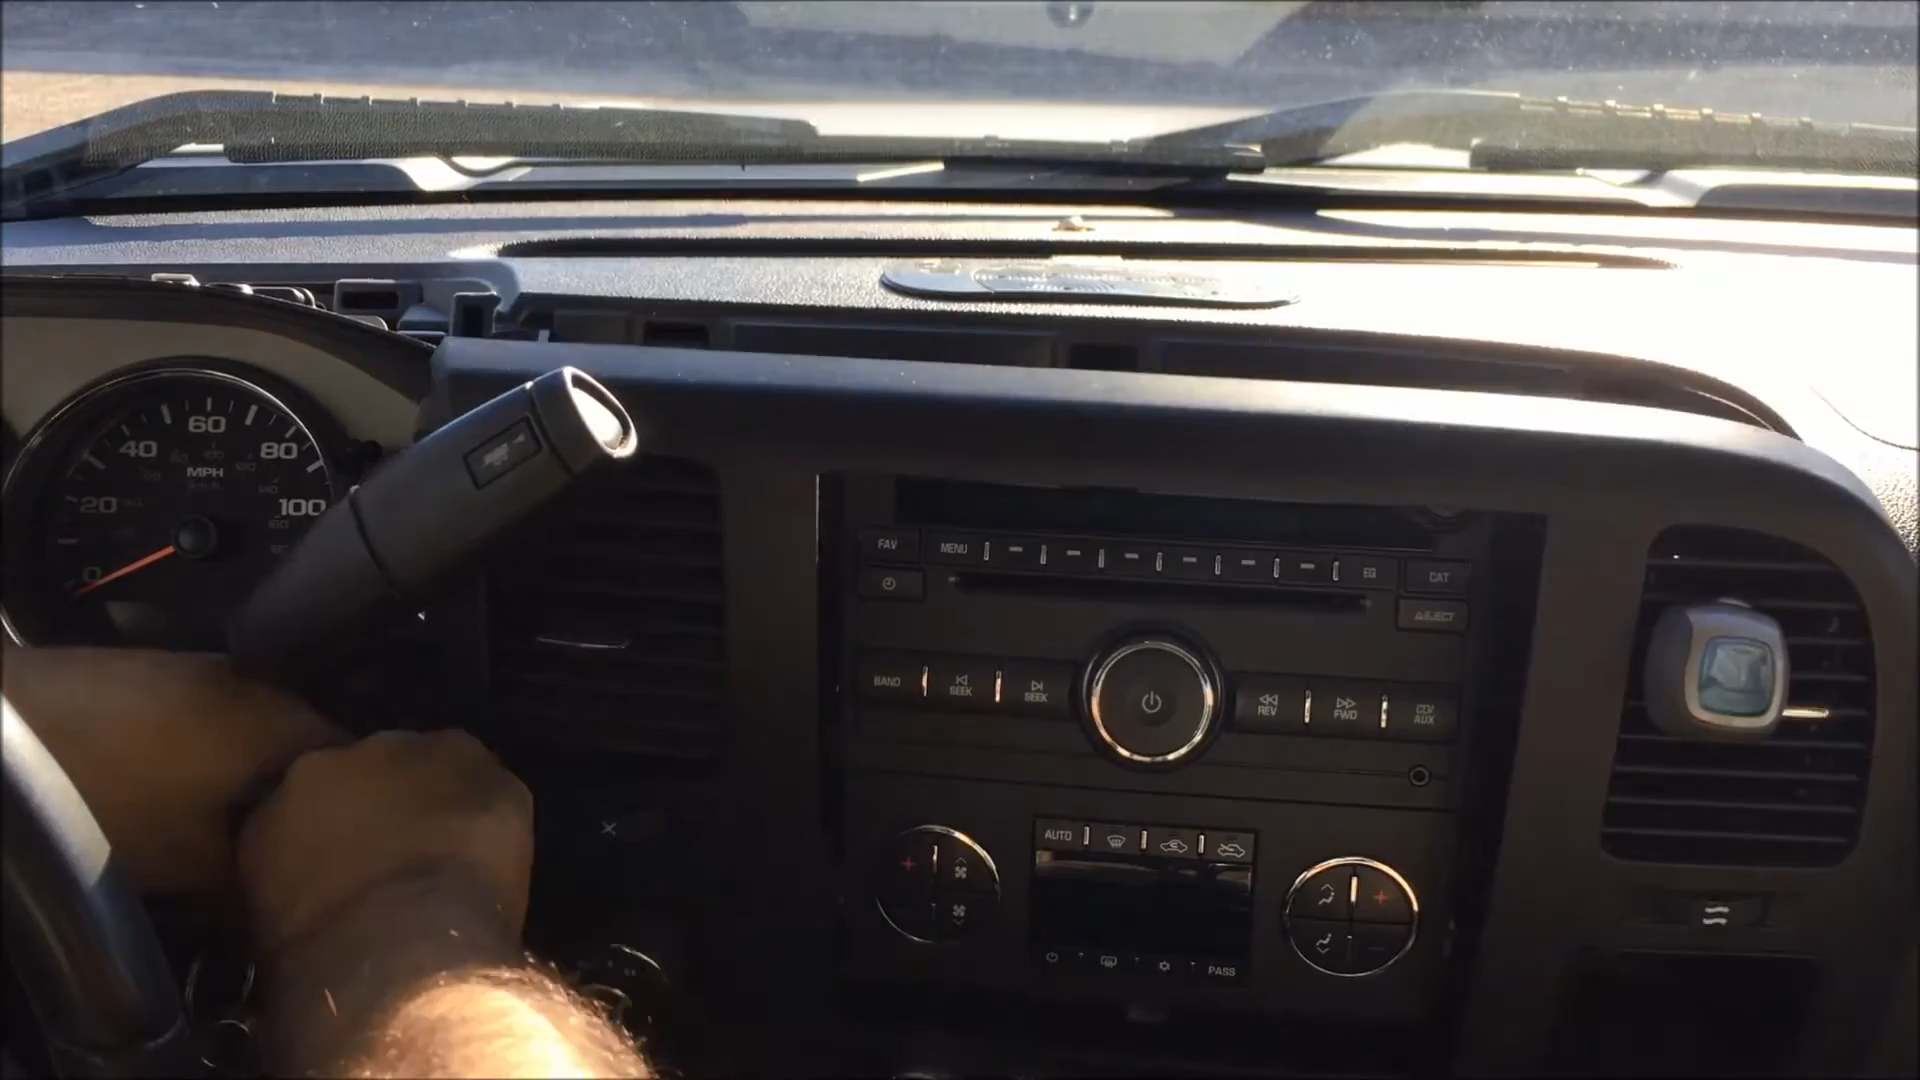 60
40
80
MPH
20
100
0
FAV
MENU
EQ
CAT
EJECT
BAND
SEEK
SEEK
REV
FWD
CD/
AUX
AUTO
PASS